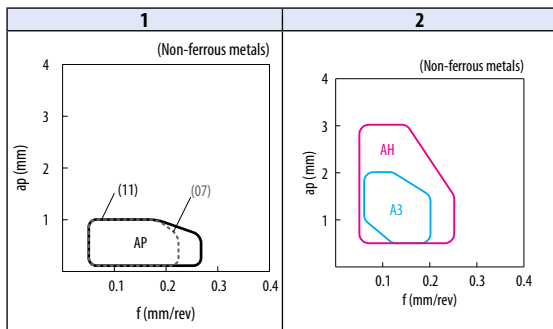 1
2
(Non-ferrous metals)
4
3
2
1
ap (mm)
(11)
(07)
AP
0.1
0.2
0.3
0.4
f (mm/rev)
(Non-ferrous metals)
4
3
2
1
ap (mm)
AH
A3
0.1
0.2
0.3
0.4
f (mm/rev)